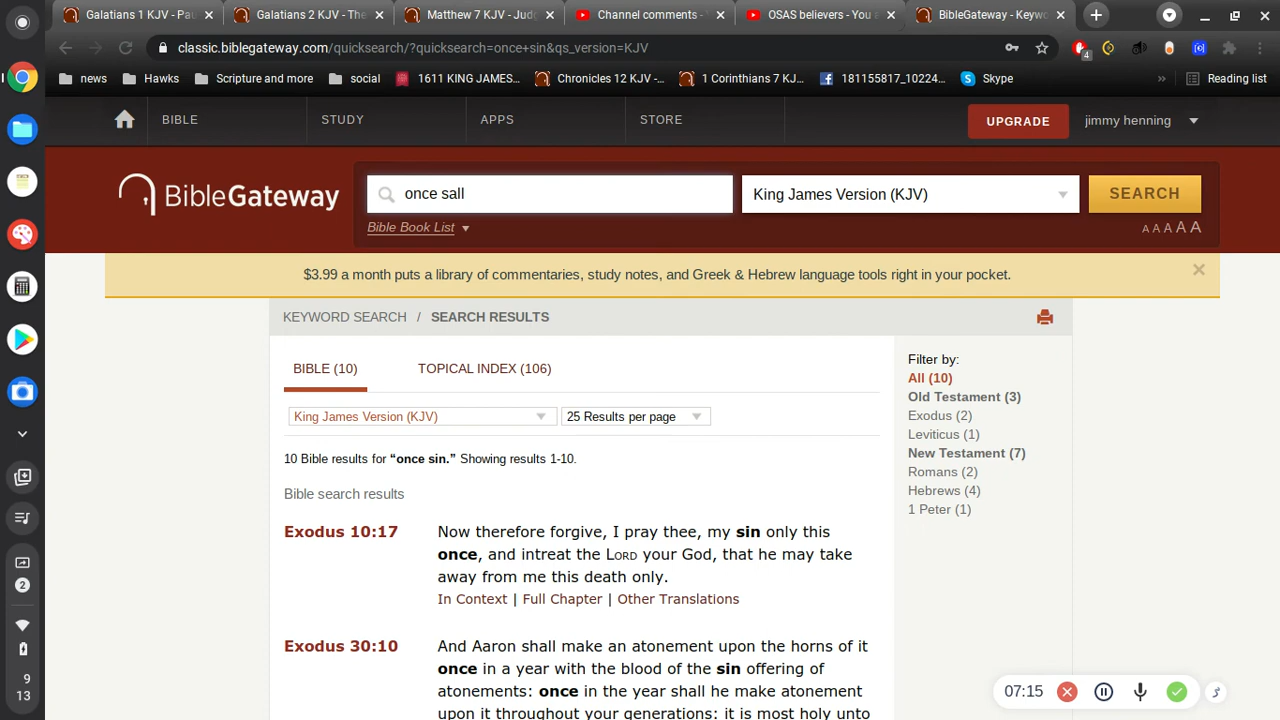 Galatians 1 KJV - Pau
Galatians 2 KJV - The
Matthew 7 KJV - Judg
Channel comments - Y
OSAS believers - You a
BibleGateway - Keywo
classic.biblegateway.com/quicksearch/?quicksearch=once+sin&qs_version=KJV
4
news
Hawks
Scripture and more
social
1611 KING JAMES...
Chronicles 12 KJV -...
1 Corinthians 7 KJ...
181155817_10224...
Skype
»
Reading list
BIBLE
STUDY
APPS
STORE
UPGRADE
jimmy henning
BibleGateway
once sall
King James Version (KJV)
SEARCH
Bible Book List
A A A A A
$3.99 a month puts a library of commentaries, study notes, and Greek & Hebrew language tools right in your pocket.
KEYWORD SEARCH / SEARCH RESULTS
BIBLE (10)
TOPICAL INDEX (106)
King James Version (KJV)
25 Results per page
10 Bible results for “once sin.” Showing results 1-10.
Bible search results
Exodus 10:17
Now therefore forgive, I pray thee, my sin only this
once, and intreat the LORD your God, that he may take
away from me this death only.
In Context | Full Chapter | Other Translations
Exodus 30:10
And Aaron shall make an atonement upon the horns of it
once in a year with the blood of the sin offering of
atonements: once in the year shall he make atonement
upon it throughout your generations: it is most holy unto
Filter by:
All (10)
Old Testament (3)
Exodus (2)
Leviticus (1)
New Testament (7)
Romans (2)
Hebrews (4)
1 Peter (1)
2
9
13
07:15